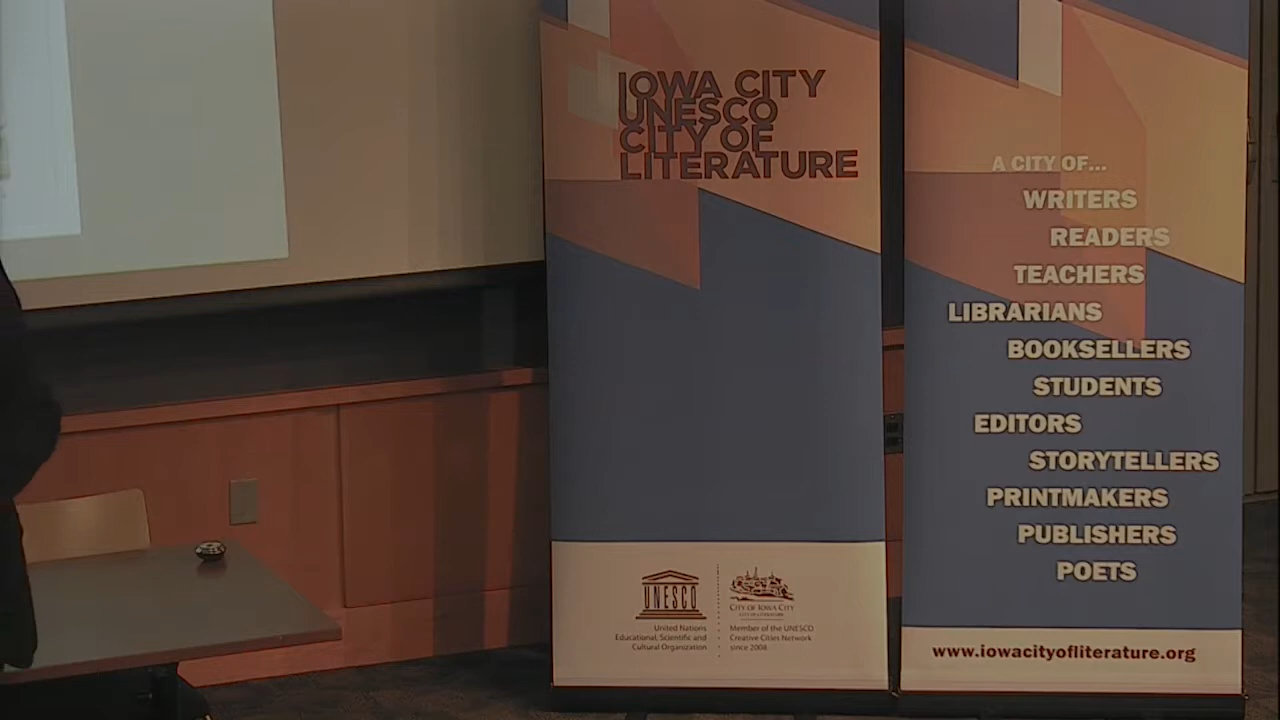 IOWA CITY
UNESCO
CITY OF
LITERATURE
UNESCO
United Nations
Educational, Scientific and
Cultural Organization
CITY OF IOWA CITY
Member of the UNESCO
Creative Cities Network
since 2008
A CITY OF...
WRITERS
READERS
TEACHERS
LIBRARIANS
BOOKSELLERS
STUDENTS
EDITORS
STORYTELLERS
PRINTMAKERS
PUBLISHERS
POETS
www.iowacityofliterature.org